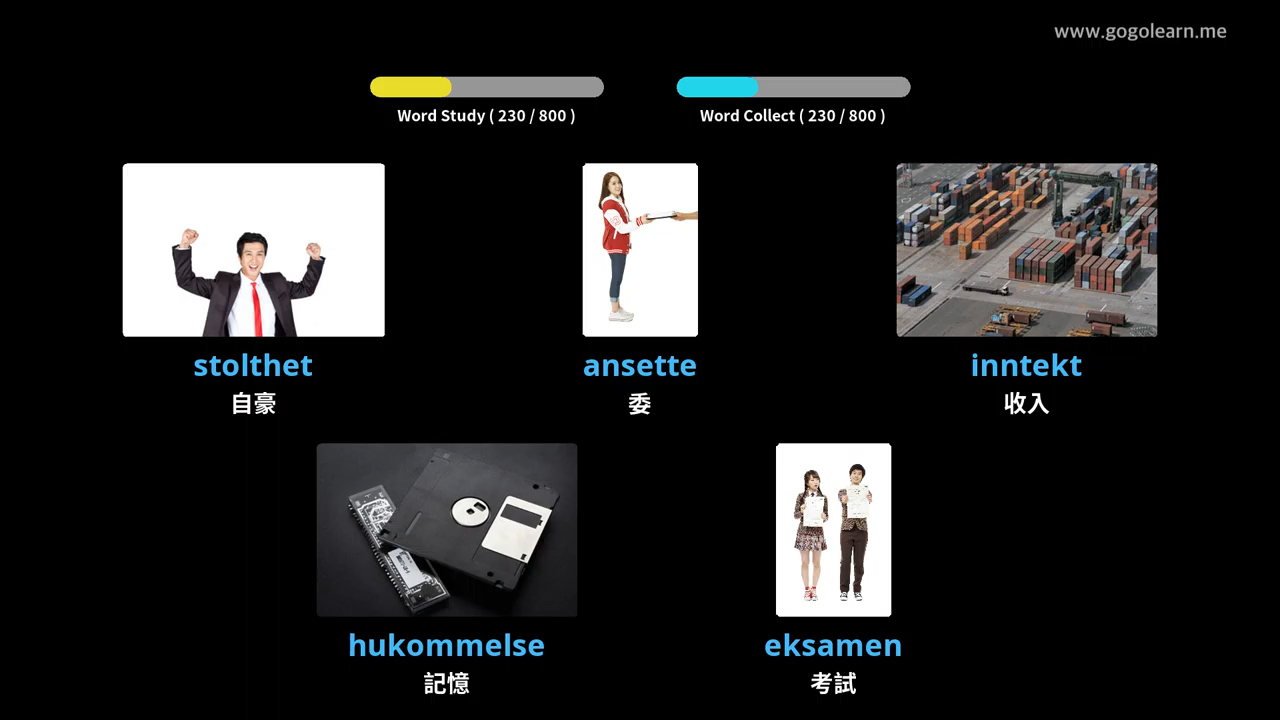 www.gogolearn.me
Word Study ( 230 / 800 )
Word Collect ( 230 / 800 )
stolthet
自豪
ansette
委
inntekt
收入
hukommelse
記憶
eksamen
考試